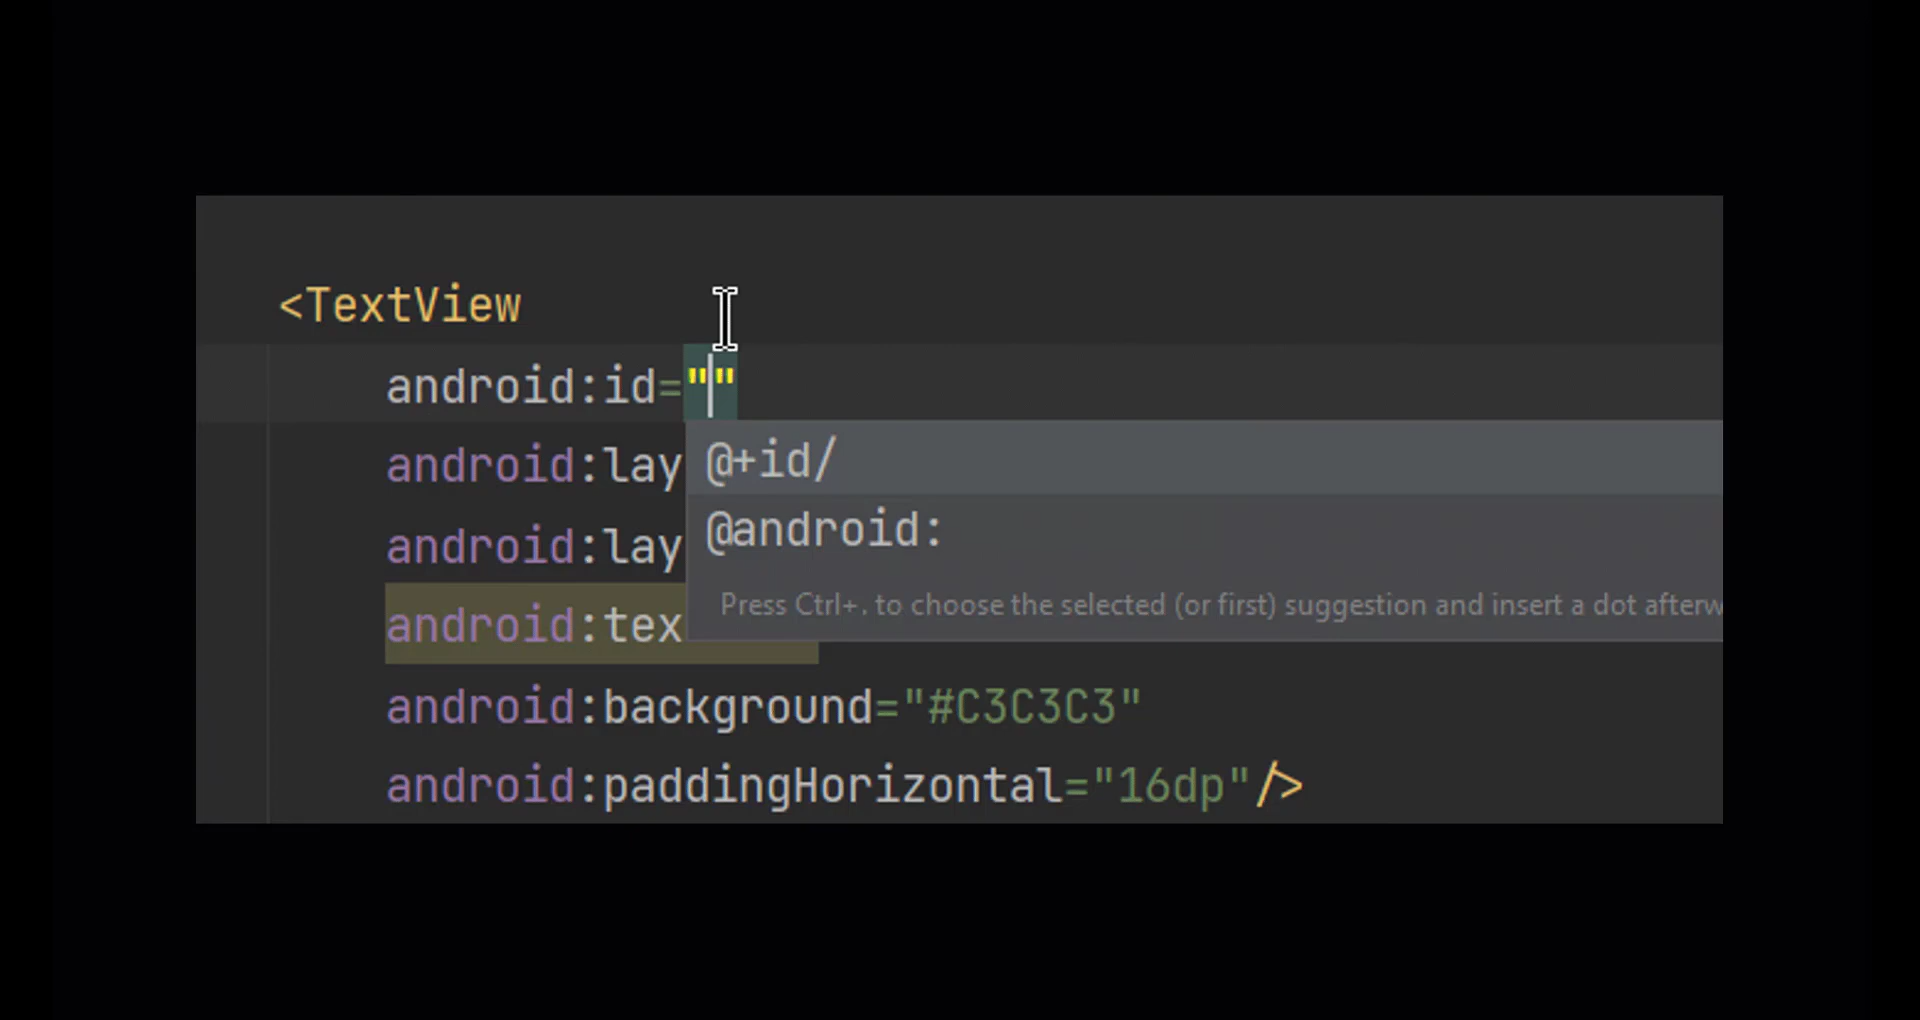 <TextView
android:id=""
@+id/
android:lay
@android:
android:lay
Press Ctrl+. to choose the selected (or first) suggestion and insert a dot
android:tex
android:background="#C3C3C3"
android:paddingHorizontal="16dp"/>